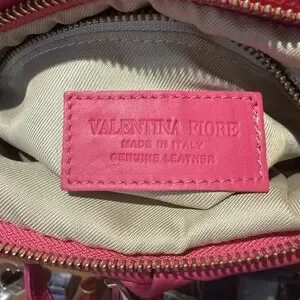 VALENTINA FIORE
MADE IN ITALY
GENUINE LEATHER